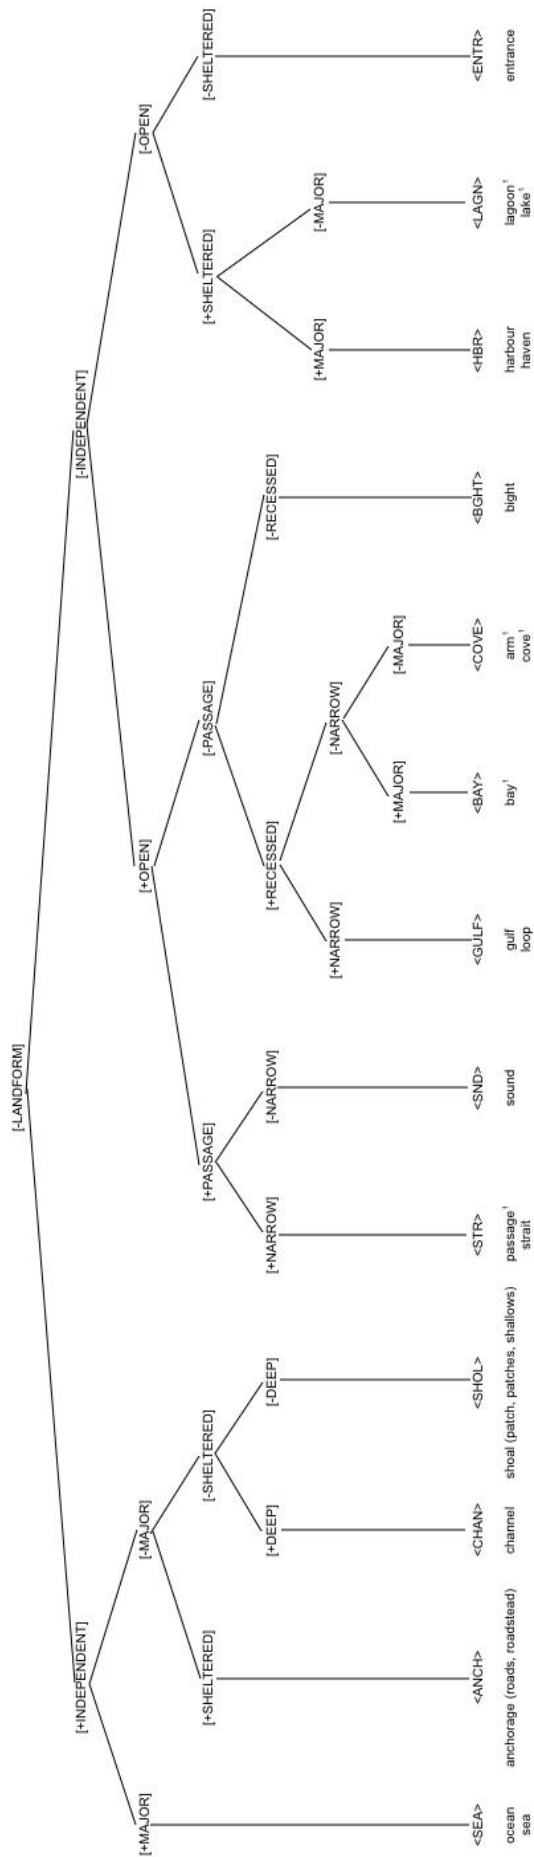 [-LANDFORM]
[+INDEPENDENT] [-INDEPENDENT]
[+MAJOR] [-MAJOR] [+OPEN] [-OPEN]
[+SHELTERED] [-SHELTERED] [+PASSAGE] [-PASSAGE] [+SHELTERED] [-SHELTERED]
[+DEEP] [-DEEP] [+NARROW] [-NARROW] [+RECESSED] [-RECESSED]
[+MAJOR] [-MAJOR]
[+NARROW] [-NARROW]
[+MAJOR] [-MAJOR]
<SEA> <ANCH> <CHAN> <SHOL> <STR> <SND> <GULF> <BAY> <COVE> <BGHT> <HBR> <LAGN> <ENTR>
ocean anchorage (roads, roadstead) channel shoal (patch, patches, shallows) passage¹ sound gulf bay¹ arm¹ bight harbour lagoon¹ entrance
sea strait loop cove¹ haven lake¹